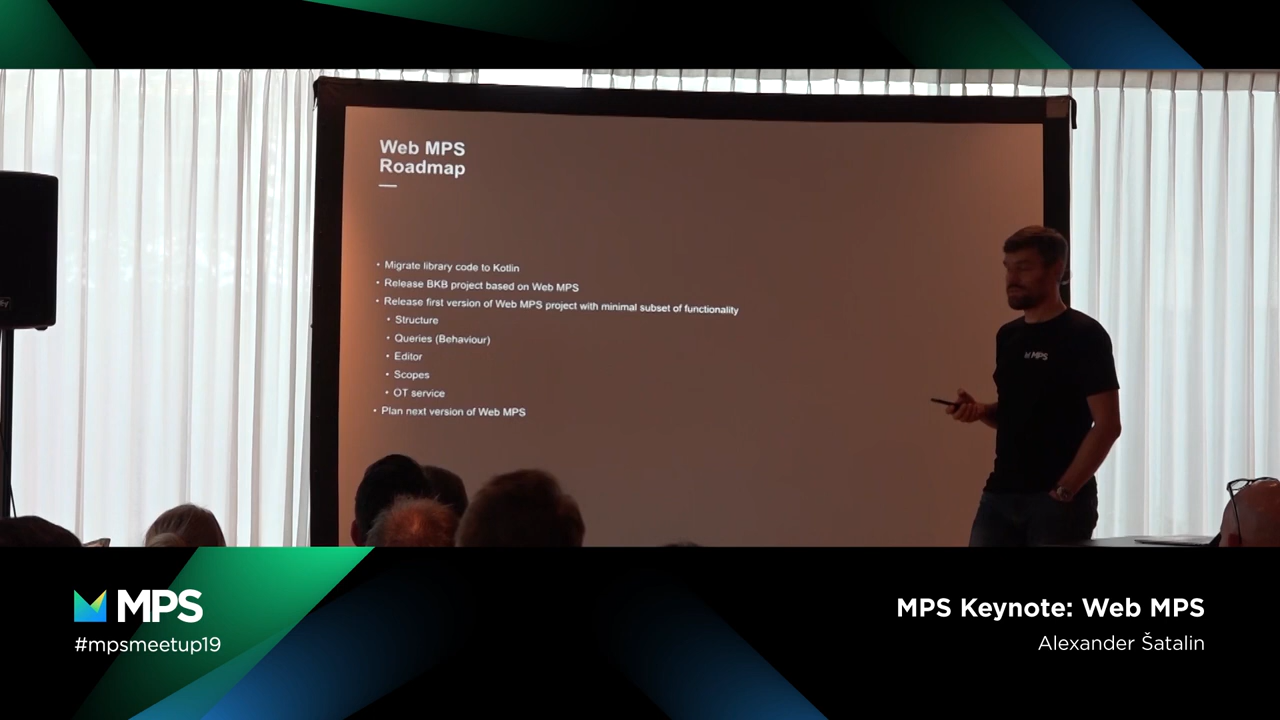 Web MPS
Roadmap
• Migrate library code to Kotlin
• Release BKB project based on Web MPS
• Release first version of Web MPS project with minimal subset of functionality
• Structure
• Queries (Behaviour)
• Editor
• Scopes
• OT service
• Plan next version of Web MPS
MPS
MPS
#mpsmeetup19
MPS Keynote: Web MPS
Alexander Šatalin